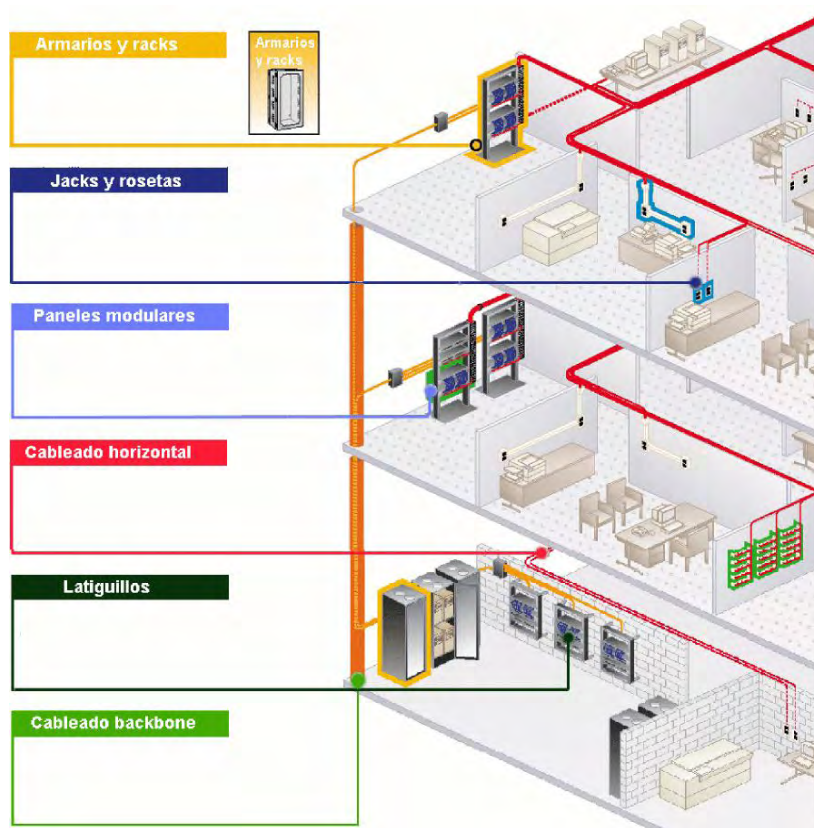 Armarios y racks
Armarios
y racks
Jacks y rosetas
Paneles modulares
Cableado horizontal
Latiguillos
Cableado backbone